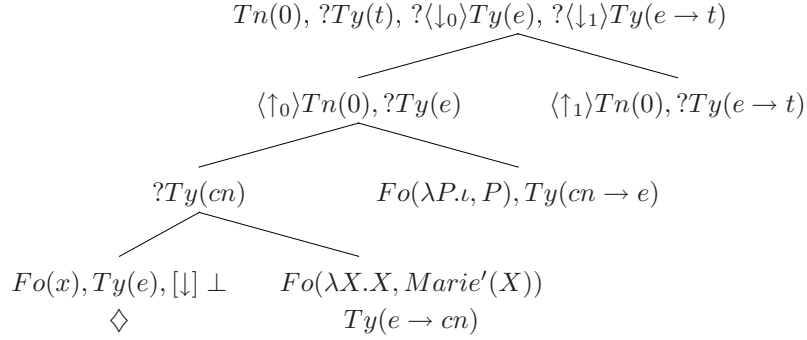 Tn(0), ?Ty(t), ?⟨↓₀⟩Ty(e), ?⟨↓₁⟩Ty(e → t)
⟨↑₀⟩Tn(0), ?Ty(e) ⟨↑₁⟩Tn(0), ?Ty(e → t)
?Ty(cn) Fo(λP.ι, P), Ty(cn → e)
Fo(x), Ty(e), [↓] ⊥ Fo(λX.X, Marie′(X))
♢ Ty(e → cn)